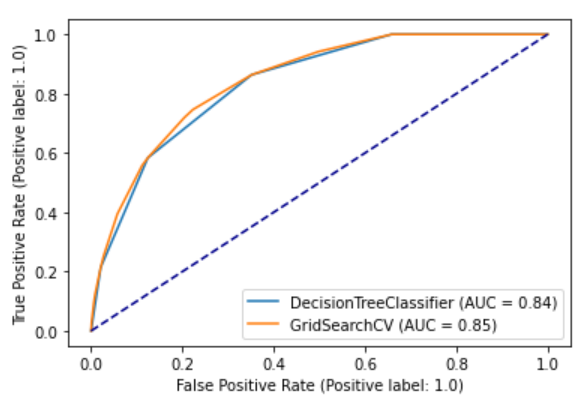 1.0
0.8
0.6
0.4
0.2
0.0
True Positive Rate (Positive label: 1.0)
DecisionTreeClassifier (AUC = 0.84)
GridSearchCV (AUC = 0.85)
0.0 0.2 0.4 0.6 0.8 1.0
False Positive Rate (Positive label: 1.0)